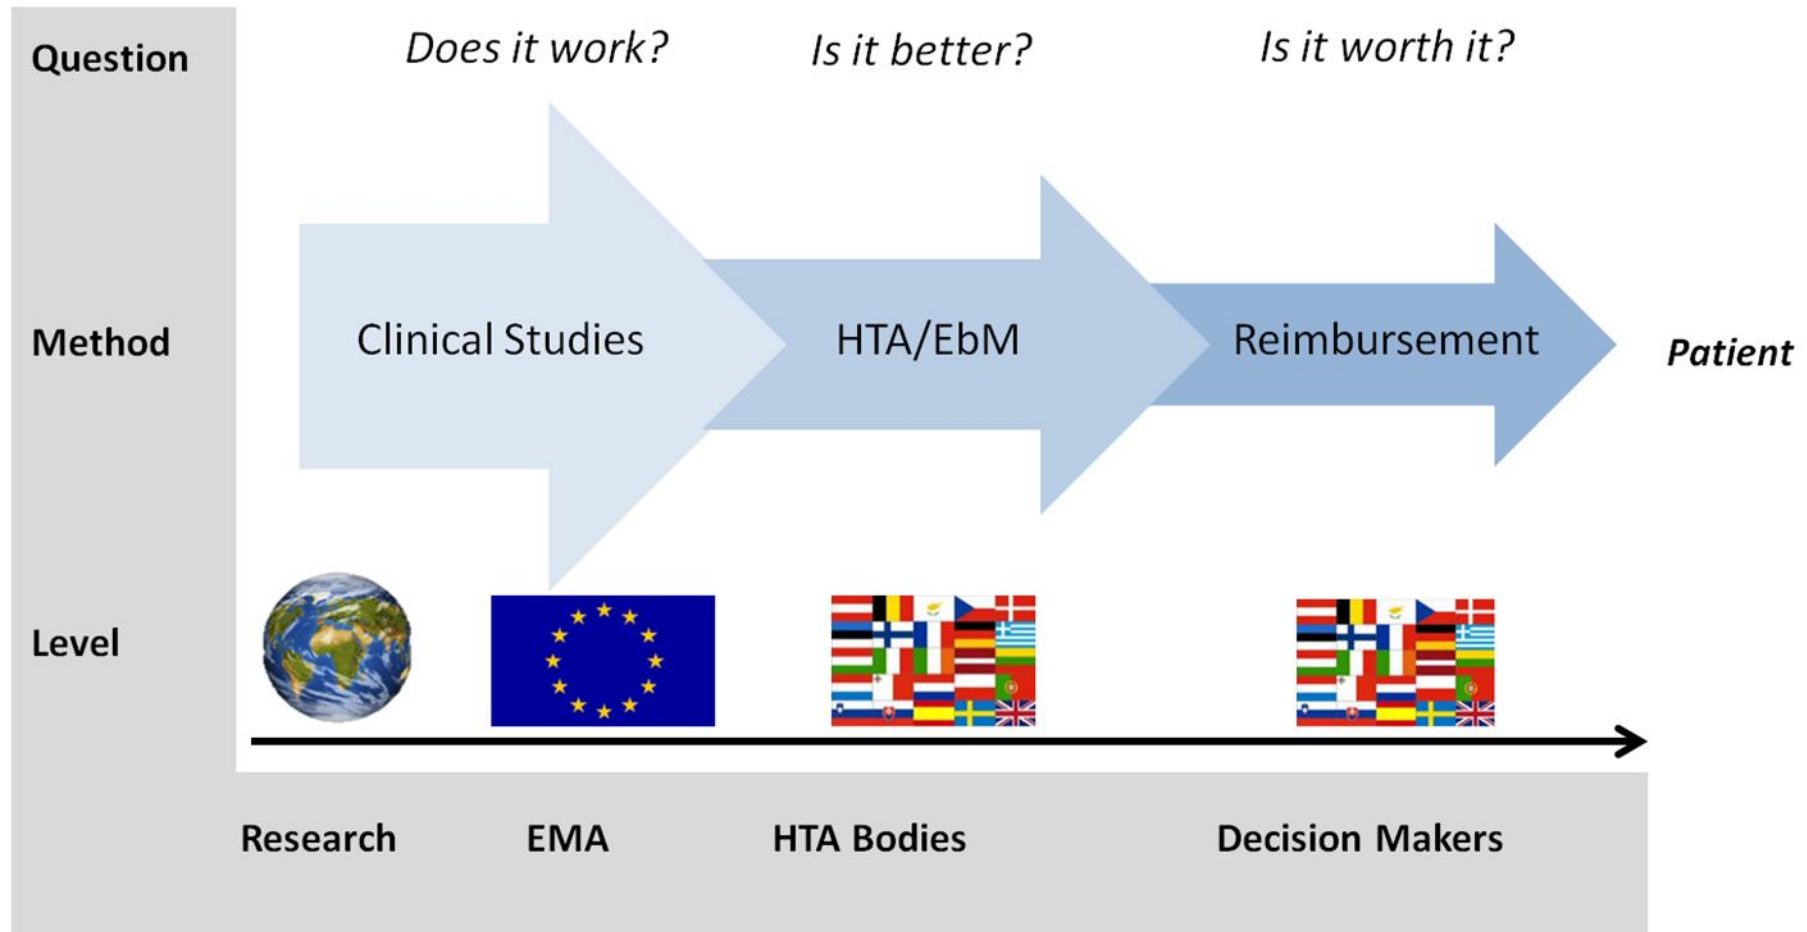 Question
Does it work?
Is it better?
Is it worth it?
Method
Clinical Studies
HTA/EbM
Reimbursement
Patient
Level
Research
EMA
HTA Bodies
Decision Makers